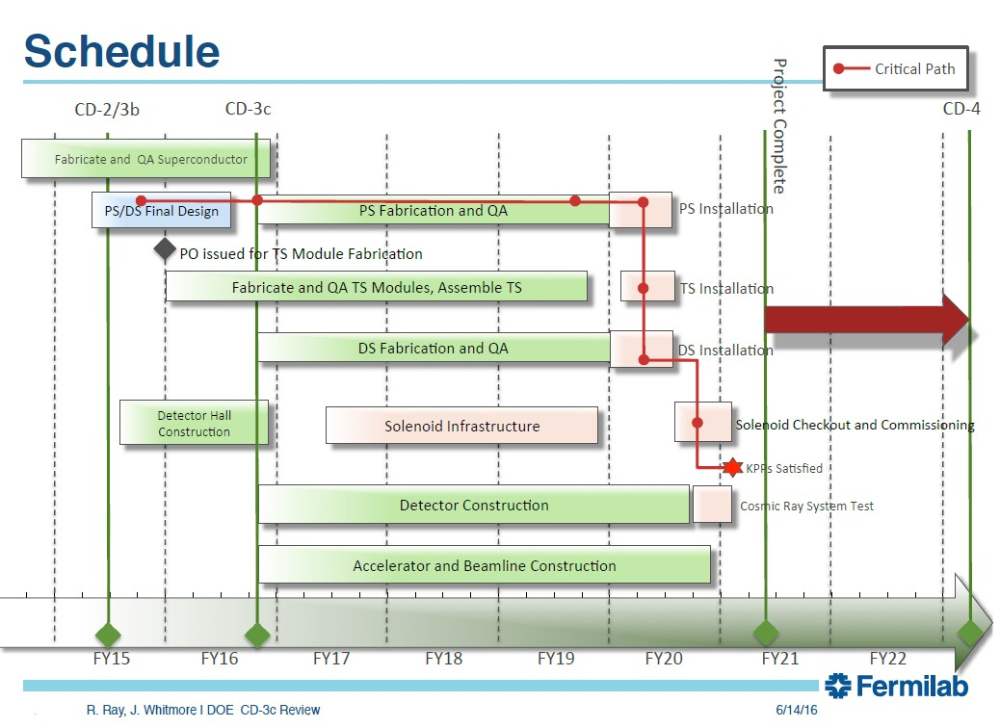 Schedule
Critical Path
Project Complete
CD-2/3b
CD-3c
CD-4
Fabricate and QA Superconductor
PS/DS Final Design
PS Fabrication and QA
PS Installation
PO issued for TS Module Fabrication
Fabricate and QA TS Modules, Assemble TS
TS Installation
DS Fabrication and QA
DS Installation
Detector Hall
Construction
Solenoid Infrastructure
Solenoid Checkout and Commissioning
KPPs Satisfied
Detector Construction
Cosmic Ray System Test
Accelerator and Beamline Construction
FY15 FY16 FY17 FY18 FY19 FY20 FY21 FY22
Fermilab
R. Ray, J. Whitmore I DOE CD-3c Review
6/14/16